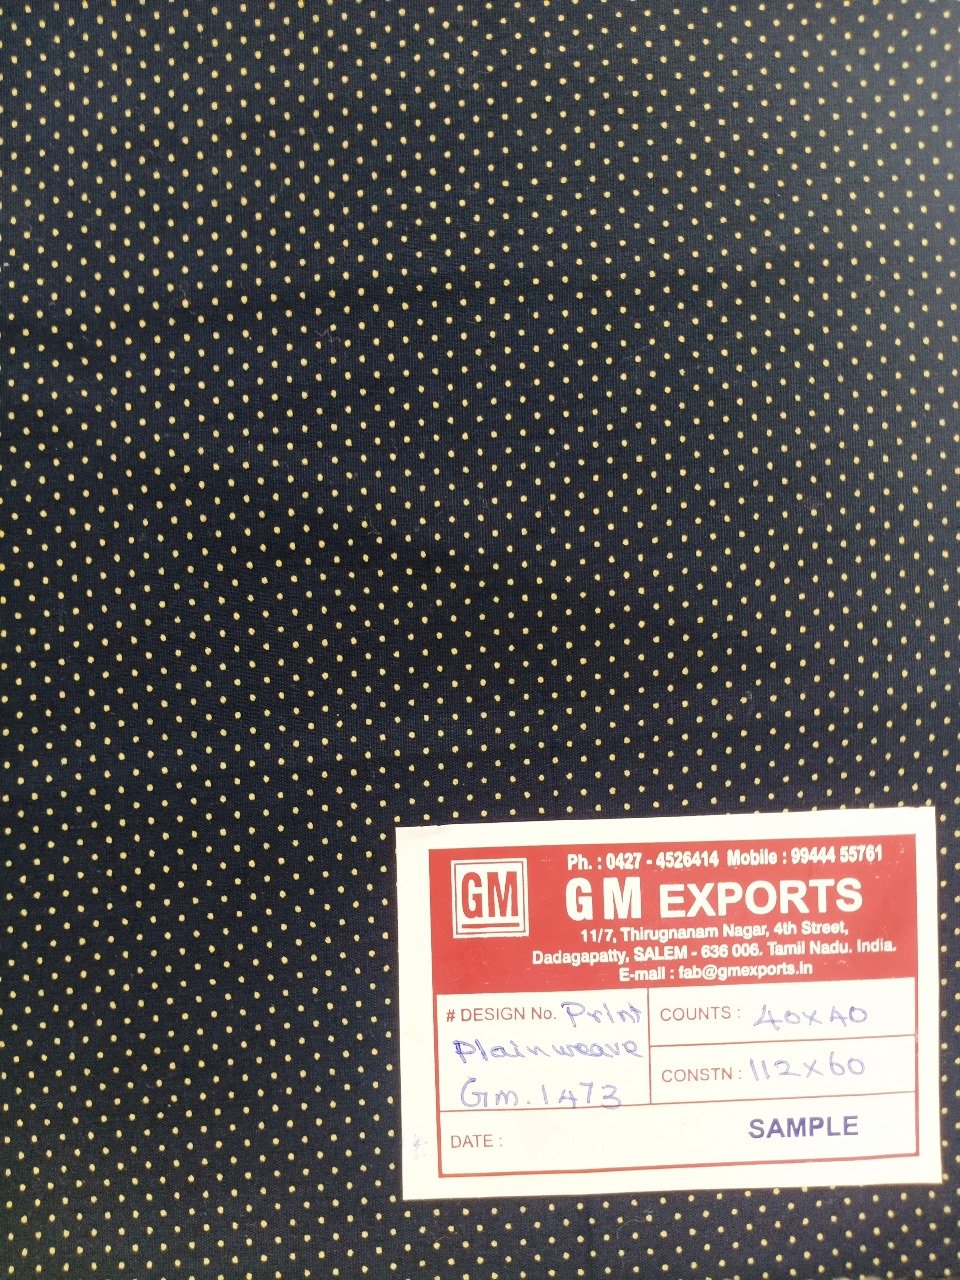 Ph. : 0427 - 4526414 Mobile : 99444 55761
GM
GM EXPORTS
11/7, Thirugnanam Nagar, 4th Street,
Dadagapatty, SALEM - 636 006. Tamil Nadu. India.
E-mail : fab@gmexports.in
# DESIGN No. Print
Plainweave
Gm. 1473
COUNTS : 40x40
CONSTN : 112x60
DATE :
SAMPLE